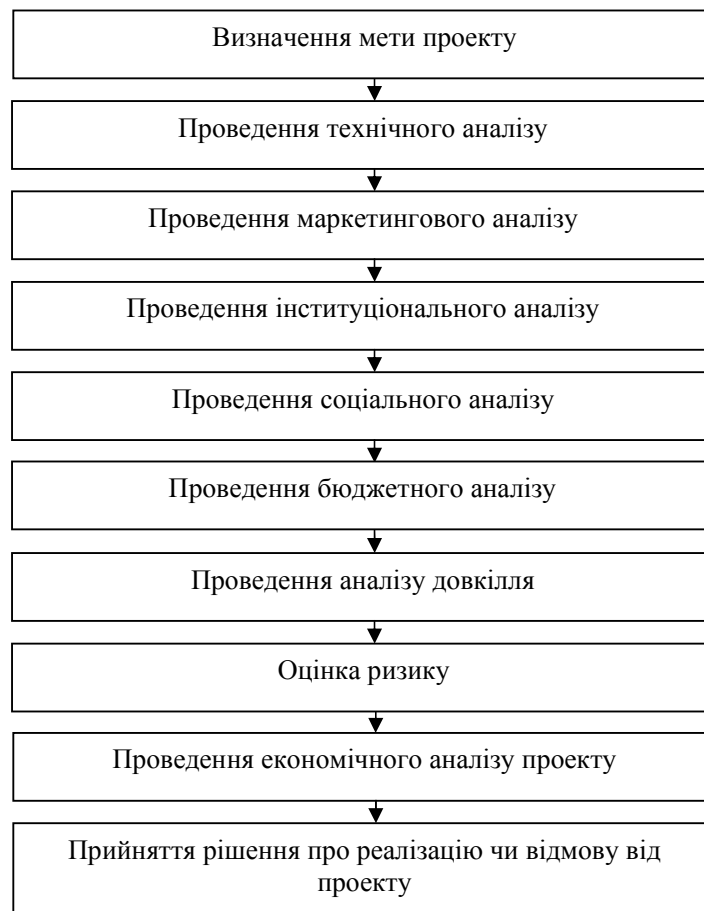 Визначення мети проекту
Проведення технічного аналізу
Проведення маркетингового аналізу
Проведення інституціонального аналізу
Проведення соціального аналізу
Проведення бюджетного аналізу
Проведення аналізу довкілля
Оцінка ризику
Проведення економічного аналізу проекту
Прийняття рішення про реалізацію чи відмову від
проекту